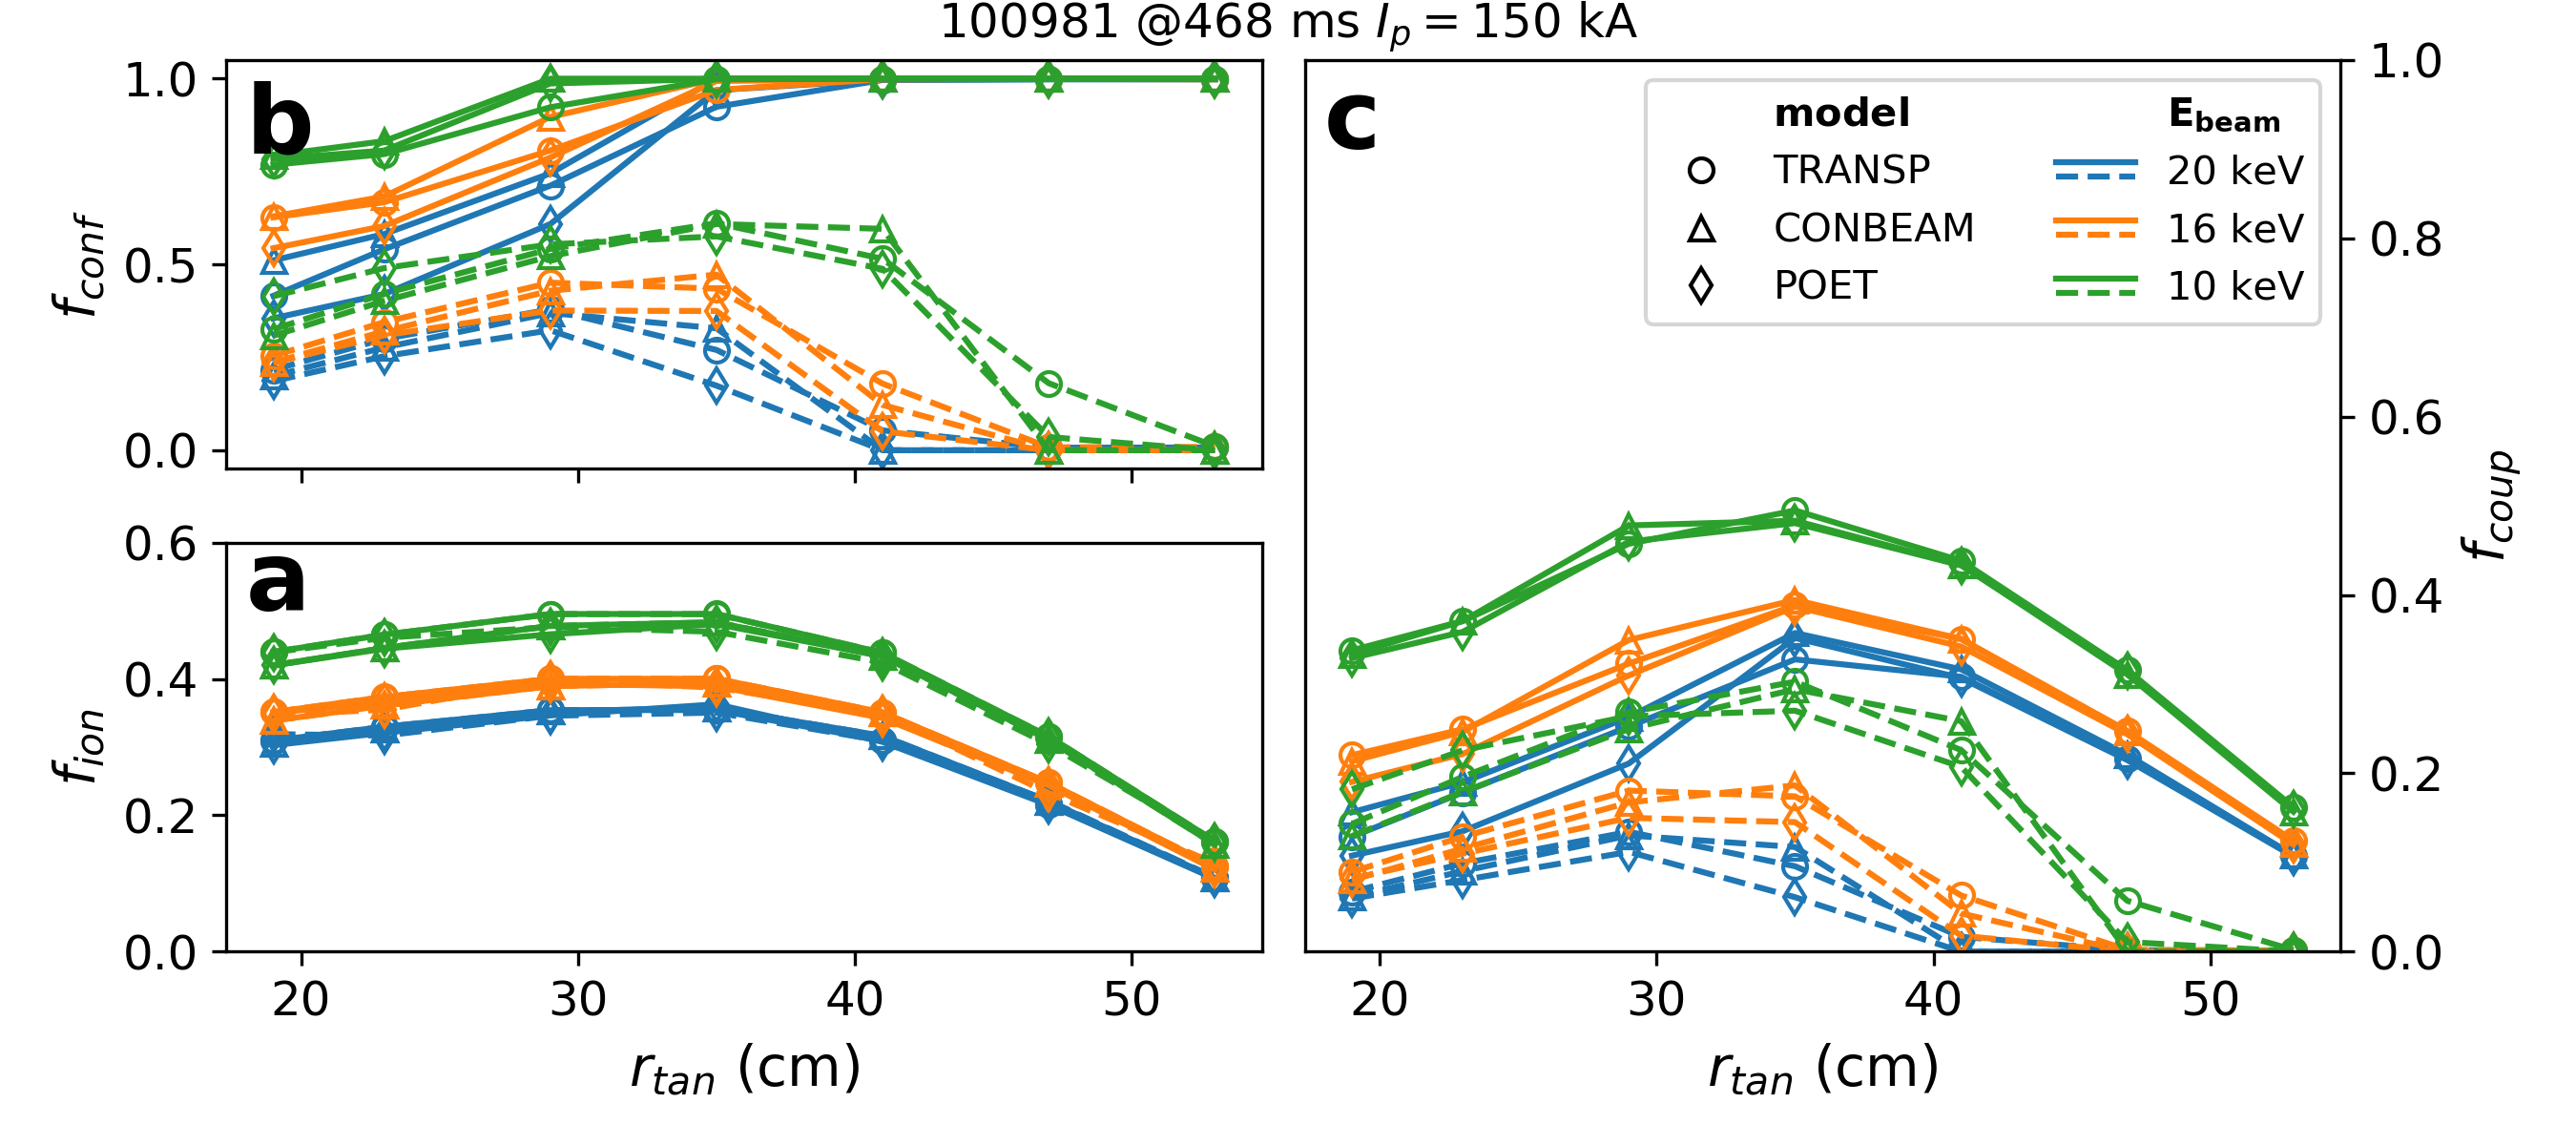 100981 @468 ms I_p = 150 kA
b
1.0
0.5
0.0
f_conf
a
0.6
0.4
0.2
0.0
f_ion
20 30 40 50
r_tan (cm)
c
model E_beam
TRANSP 20 keV
CONBEAM 16 keV
POET 10 keV
1.0
0.8
0.6
0.4
0.2
0.0
f_coup
20 30 40 50
r_tan (cm)